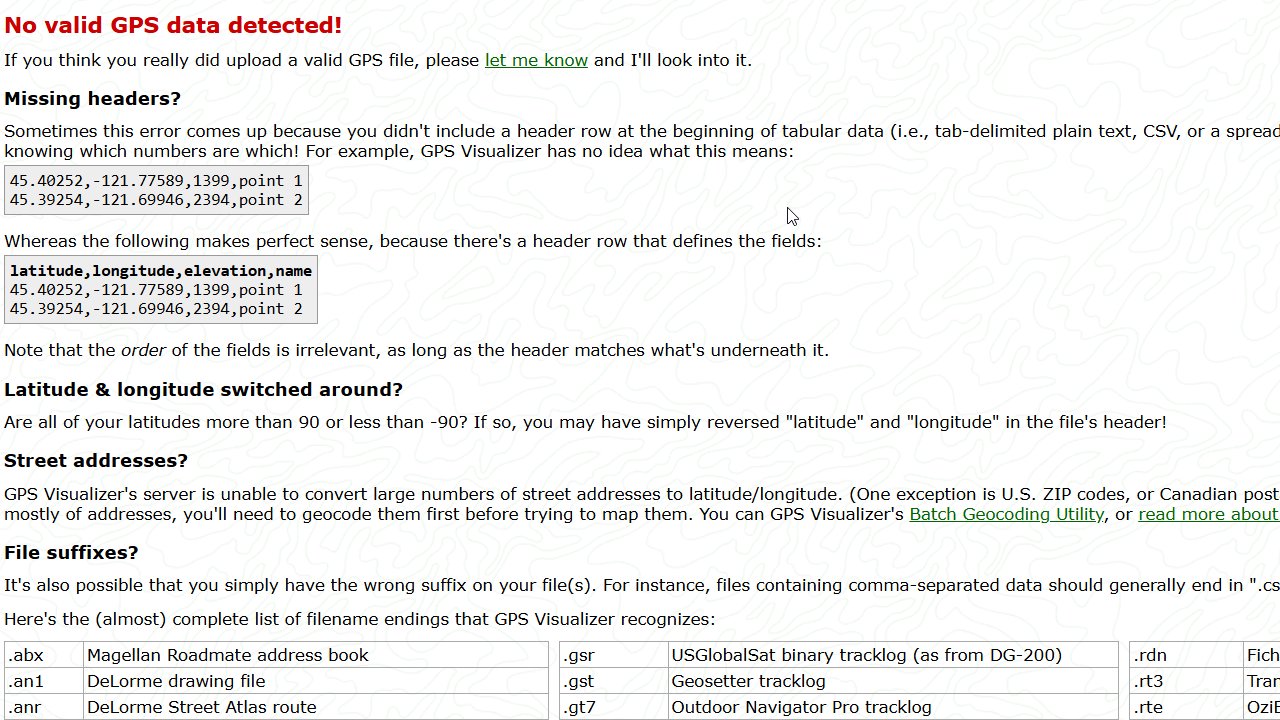 No valid GPS data detected!
If you think you really did upload a valid GPS file, please let me know and I'll look into it.
Missing headers?
Sometimes this error comes up because you didn't include a header row at the beginning of tabular data (i.e., tab-delimited plain text, CSV, or a spread
knowing which numbers are which! For example, GPS Visualizer has no idea what this means:
45.40252,-121.77589,1399,point 1
45.39254,-121.69946,2394,point 2
Whereas the following makes perfect sense, because there's a header row that defines the fields:
latitude,longitude,elevation,name
45.40252,-121.77589,1399,point 1
45.39254,-121.69946,2394,point 2
Note that the order of the fields is irrelevant, as long as the header matches what's underneath it.
Latitude & longitude switched around?
Are all of your latitudes more than 90 or less than -90? If so, you may have simply reversed "latitude" and "longitude" in the file's header!
Street addresses?
GPS Visualizer's server is unable to convert large numbers of street addresses to latitude/longitude. (One exception is U.S. ZIP codes, or Canadian post
mostly of addresses, you'll need to geocode them first before trying to map them. You can GPS Visualizer's Batch Geocoding Utility, or read more about
File suffixes?
It's also possible that you simply have the wrong suffix on your file(s). For instance, files containing comma-separated data should generally end in ".cs
Here's the (almost) complete list of filename endings that GPS Visualizer recognizes:
.abx Magellan Roadmate address book .gsr USGlobalSat binary tracklog (as from DG-200) .rdn Fich
.an1 DeLorme drawing file .gst Geosetter tracklog .rt3 Tran
.anr DeLorme Street Atlas route .gt7 Outdoor Navigator Pro tracklog .rte OziE